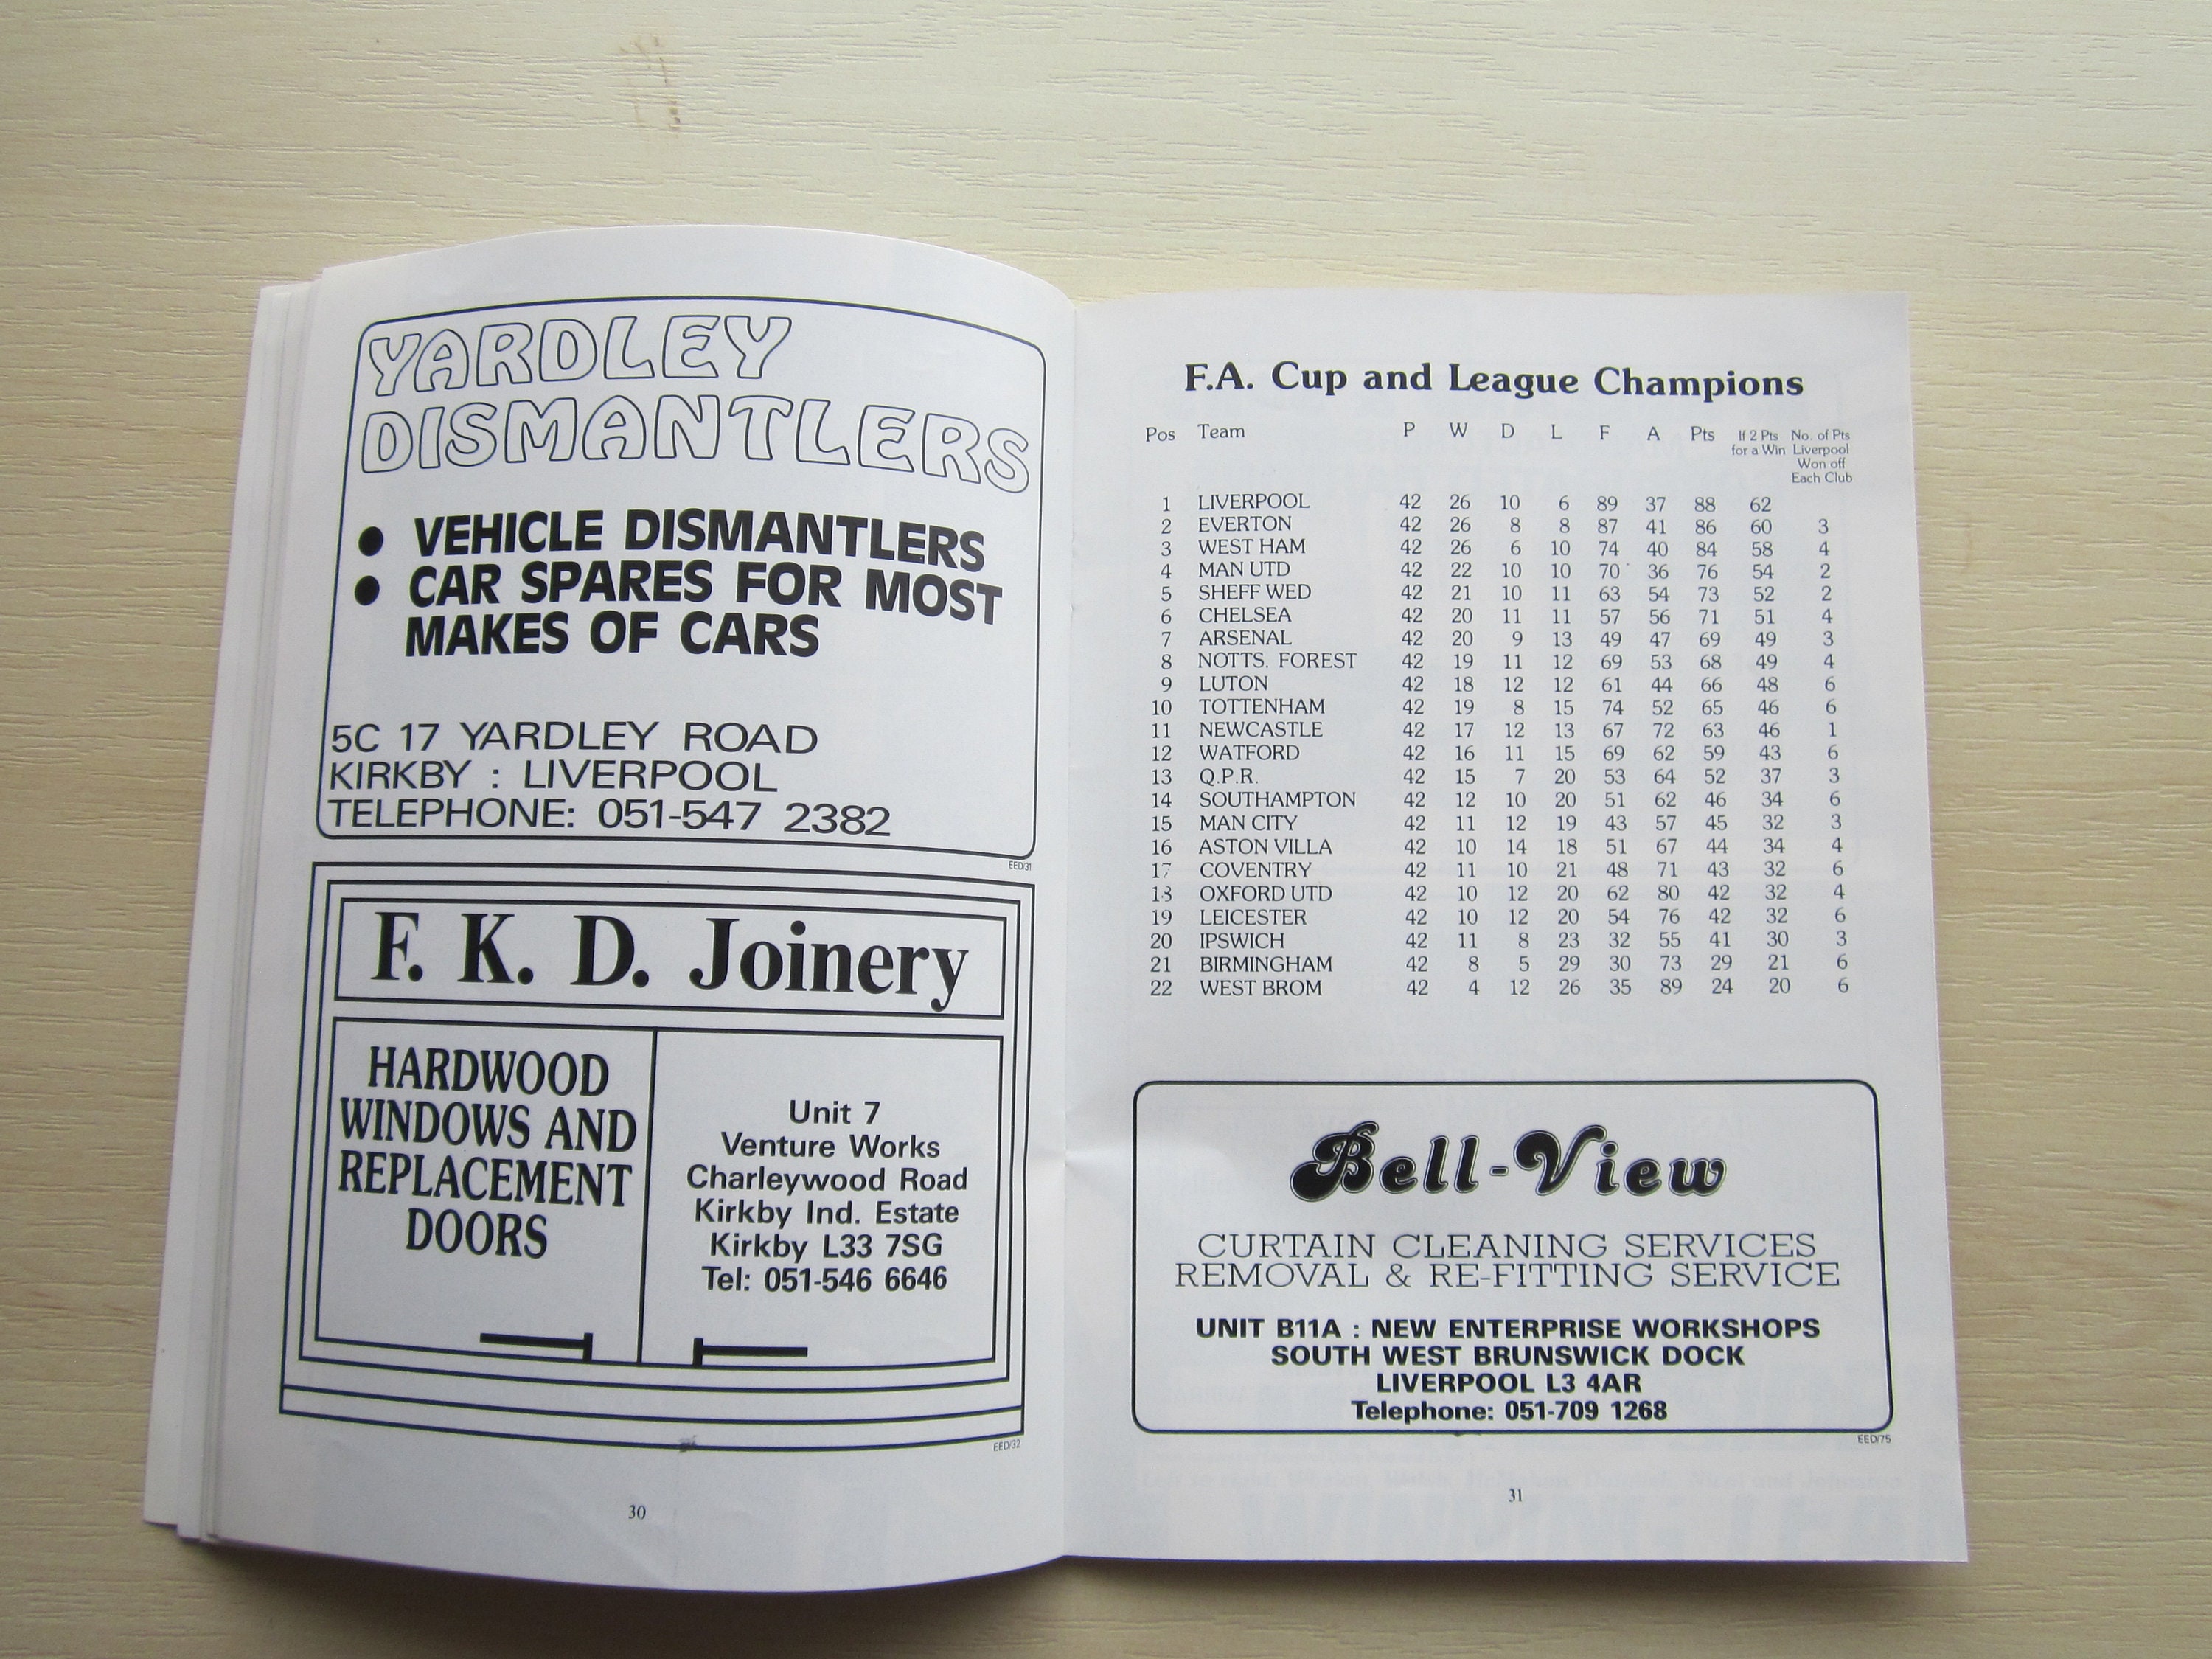 YARDLEY
DISMANTLERS
● VEHICLE DISMANTLERS
● CAR SPARES FOR MOST
MAKES OF CARS
5C 17 YARDLEY ROAD
KIRKBY : LIVERPOOL
TELEPHONE: 051-547 2382
EED/31
F. K. D. Joinery
HARDWOOD
WINDOWS AND
REPLACEMENT
DOORS
Unit 7
Venture Works
Charleywood Road
Kirkby Ind. Estate
Kirkby L33 7SG
Tel: 051-546 6646
EED/32
30
F.A. Cup and League Champions
Pos Team P W D L F A Pts If 2 Pts for a Win No. of Pts Liverpool Won off Each Club
1 LIVERPOOL 42 26 10 6 89 37 88 62
2 EVERTON 42 26 8 8 87 41 86 60 3
3 WEST HAM 42 26 6 10 74 40 84 58 4
4 MAN UTD 42 22 10 10 70 36 76 54 2
5 SHEFF WED 42 21 10 11 63 54 73 52 2
6 CHELSEA 42 20 11 11 57 56 71 51 4
7 ARSENAL 42 20 9 13 49 47 69 49 3
8 NOTTS. FOREST 42 19 11 12 69 53 68 49 4
9 LUTON 42 18 12 12 61 44 66 48 6
10 TOTTENHAM 42 19 8 15 74 52 65 46 6
11 NEWCASTLE 42 17 12 13 67 72 63 46 1
12 WATFORD 42 16 11 15 69 62 59 43 6
13 Q.P.R. 42 15 7 20 53 64 52 37 3
14 SOUTHAMPTON 42 12 10 20 51 62 46 34 6
15 MAN CITY 42 11 12 19 43 57 45 32 3
16 ASTON VILLA 42 10 14 18 51 67 44 34 4
17 COVENTRY 42 11 10 21 48 71 43 32 6
18 OXFORD UTD 42 10 12 20 62 80 42 32 4
19 LEICESTER 42 10 12 20 54 76 42 32 6
20 IPSWICH 42 11 8 23 32 55 41 30 3
21 BIRMINGHAM 42 8 5 29 30 73 29 21 6
22 WEST BROM 42 4 12 26 35 89 24 20 6
Bell-View
CURTAIN CLEANING SERVICES
REMOVAL & RE-FITTING SERVICE
UNIT B11A : NEW ENTERPRISE WORKSHOPS
SOUTH WEST BRUNSWICK DOCK
LIVERPOOL L3 4AR
Telephone: 051-709 1268
EED/75
31